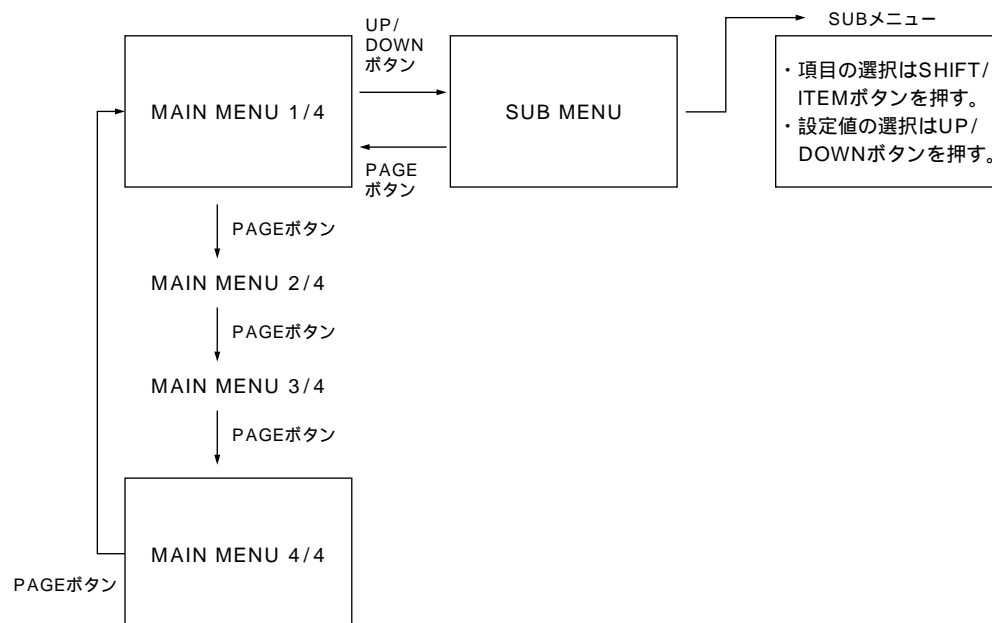 UP/
DOWN
ボタン
SUBメニュー
MAIN MENU 1/4
SUB MENU
・項目の選択はSHIFT/
ITEMボタンを押す。
・設定値の選択はUP/
DOWNボタンを押す。
PAGE
ボタン
PAGEボタン
MAIN MENU 2/4
PAGEボタン
MAIN MENU 3/4
PAGEボタン
MAIN MENU 4/4
PAGEボタン